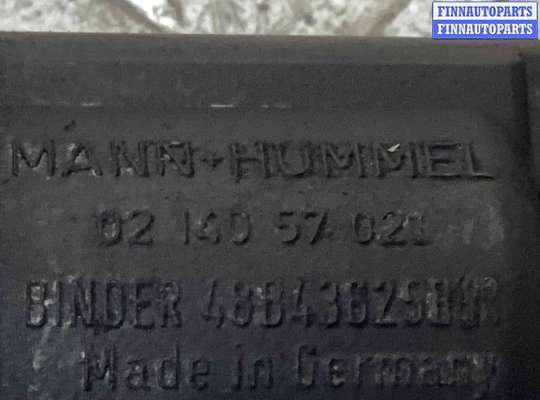 FINNAUTOPARTS
FINNAUTOPARTS
MANN+HUMMEL
02 140 57 021
BINDER
Made in Germany